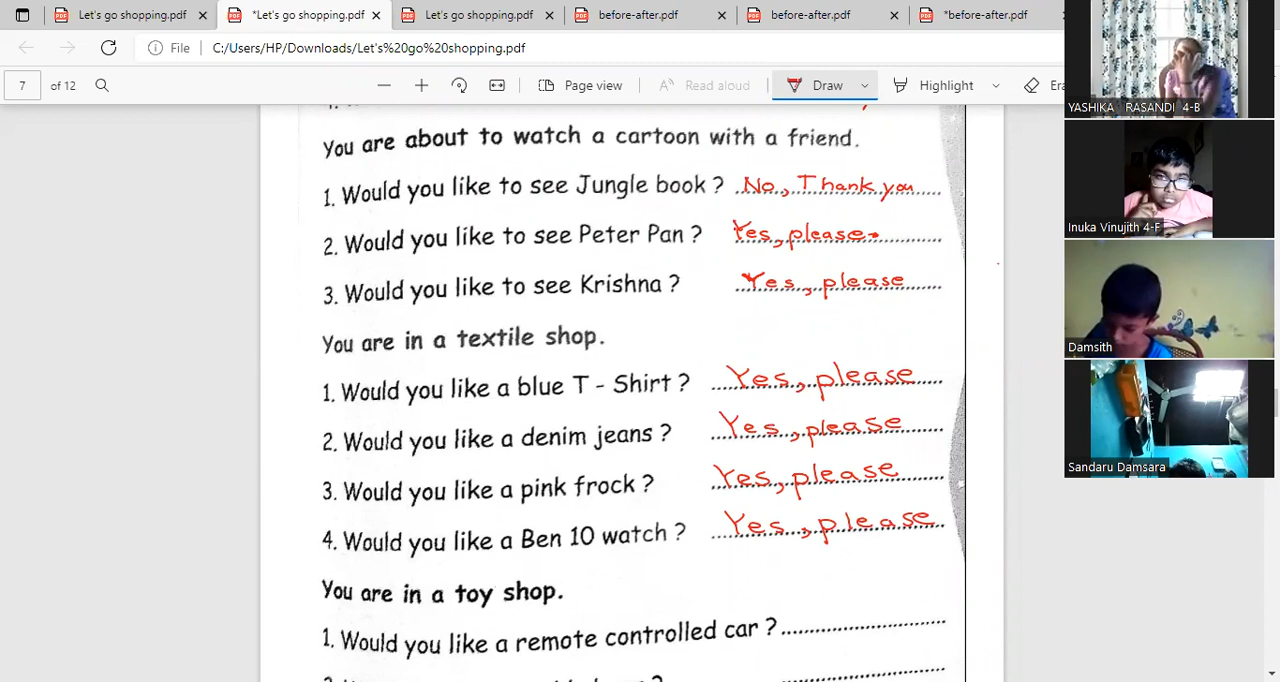 Let's go shopping.pdf
*Let's go shopping.pdf
Let's go shopping.pdf
before-after.pdf
before-after.pdf
*before-after.pdf
File C:/Users/HP/Downloads/Let's%20go%20shopping.pdf
7 of 12 Page view Read aloud Draw Highlight
You are about to watch a cartoon with a friend.
1. Would you like to see Jungle book ? No, Thank you
2. Would you like to see Peter Pan ? Yes, please.
3. Would you like to see Krishna ? Yes, please
You are in a textile shop.
1. Would you like a blue T - Shirt ? Yes, please
2. Would you like a denim jeans ? Yes, please
3. Would you like a pink frock ? Yes, please
4. Would you like a Ben 10 watch ? Yes, please
You are in a toy shop.
1. Would you like a remote controlled car ?
YASHIKA RASANDI 4-B
Inuka Vinujith 4-F
Damsith
Sandaru Damsara